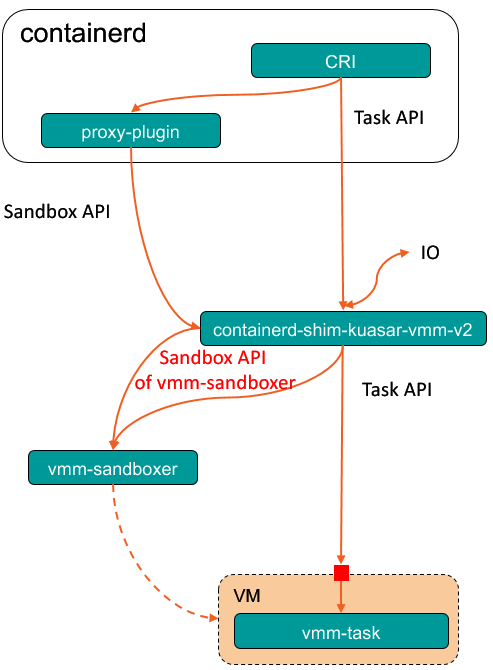 containerd
CRI
proxy-plugin
Task API
Sandbox API
IO
containerd-shim-kuasar-vmm-v2
Sandbox API
of vmm-sandboxer
Task API
vmm-sandboxer
VM
vmm-task